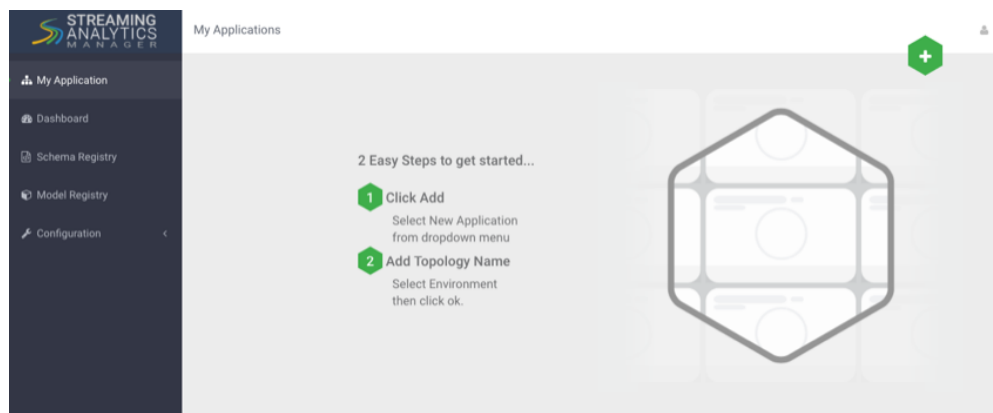 STREAMING
ANALYTICS
MANAGER
My Applications
+
My Application
Dashboard
Schema Registry
Model Registry
Configuration <
2 Easy Steps to get started...
1 Click Add
Select New Application
from dropdown menu
2 Add Topology Name
Select Environment
then click ok.